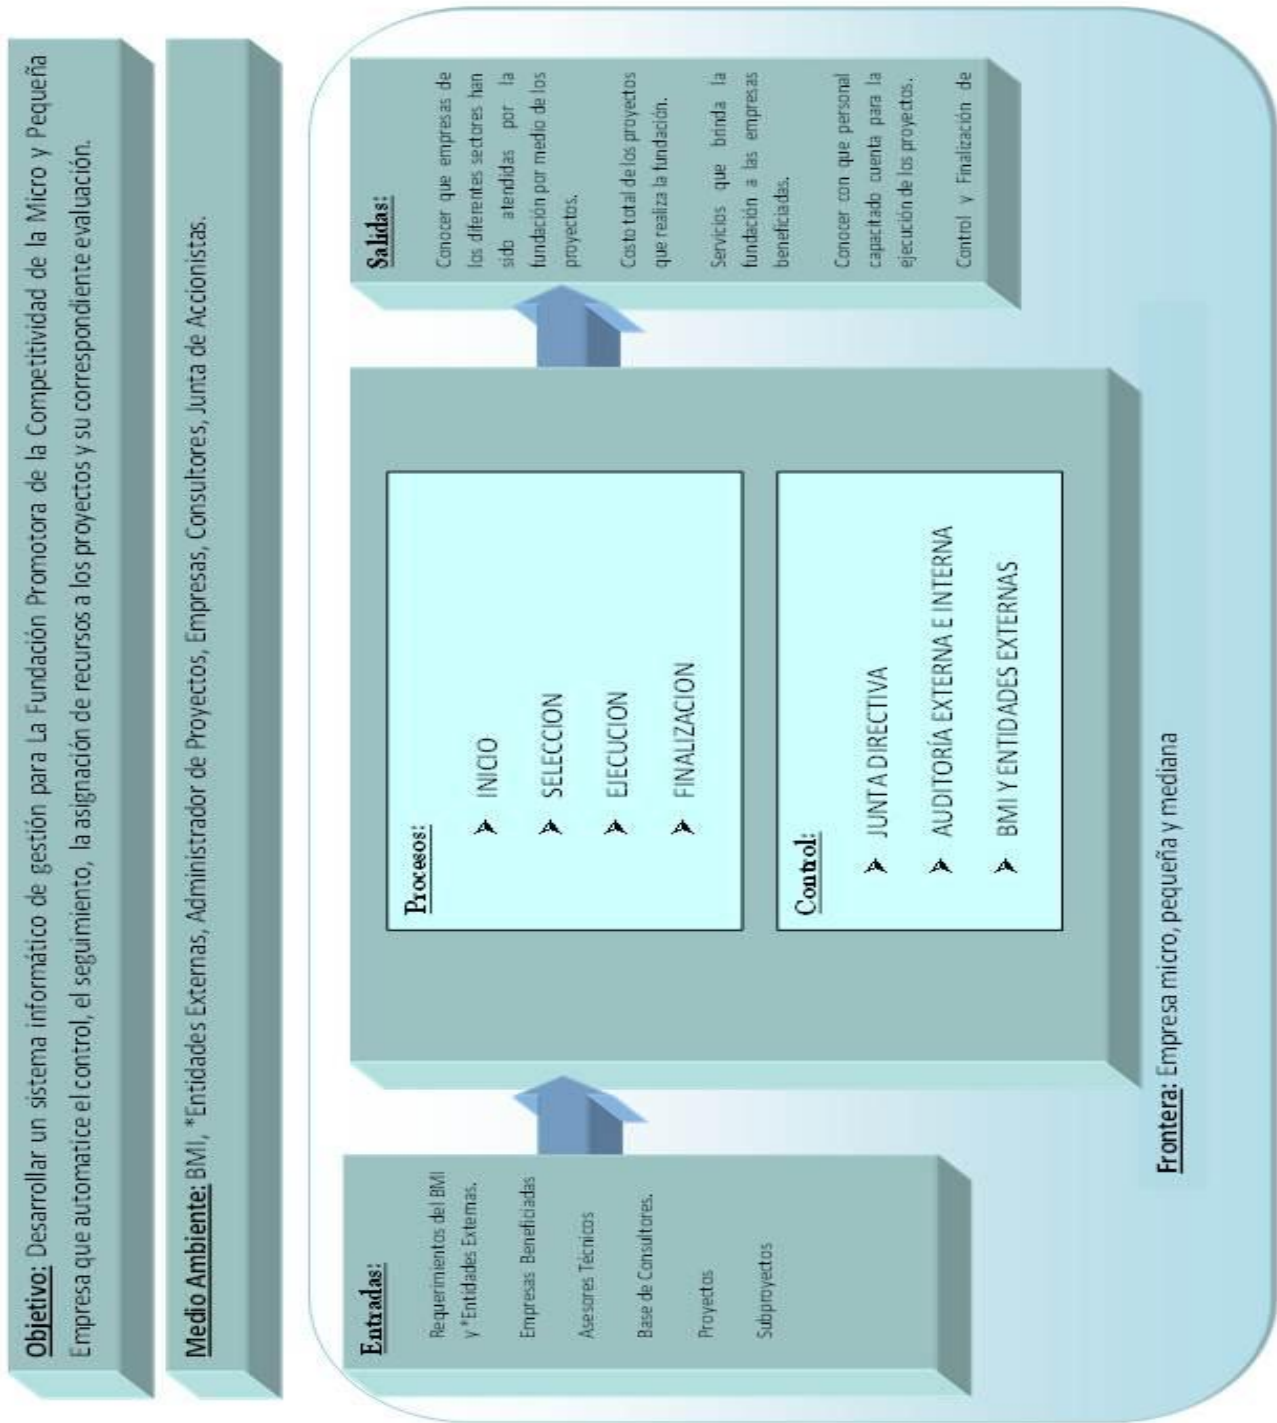 Objetivo: Desarrollar un sistema informático de gestión para La Fundación Promotora de la Competitividad de la Micro y Pequeña
Empresa que automatice el control, el seguimiento, la asignación de recursos a los proyectos y su correspondiente evaluación.
Medio Ambiente: BMI, *Entidades Externas, Administrador de Proyectos, Empresas, Consultores, Junta de Accionistas.
Entradas:
Requerimientos del BMI
y *Entidades Externas.
Empresas Beneficiadas
Asesores Técnicos
Base de Consultores.
Proyectos
Subproyectos
Procesos:
➤ INICIO
➤ SELECCION
➤ EJECUCION
➤ FINALIZACION
Control:
➤ JUNTA DIRECTIVA
➤ AUDITORÍA EXTERNA E INTERNA
➤ BMI Y ENTIDADES EXTERNAS
Salidas:
Conocer que empresas de
los diferentes sectores han
sido atendidas por la
fundación por medio de los
proyectos.
Costo total de los proyectos
que realiza la fundación.
Servicios que brinda la
fundación a las empresas
beneficiadas.
Conocer con que personal
capacitado cuenta para la
ejecución de los proyectos.
Control y Finalización de
Frontera: Empresa micro, pequeña y mediana